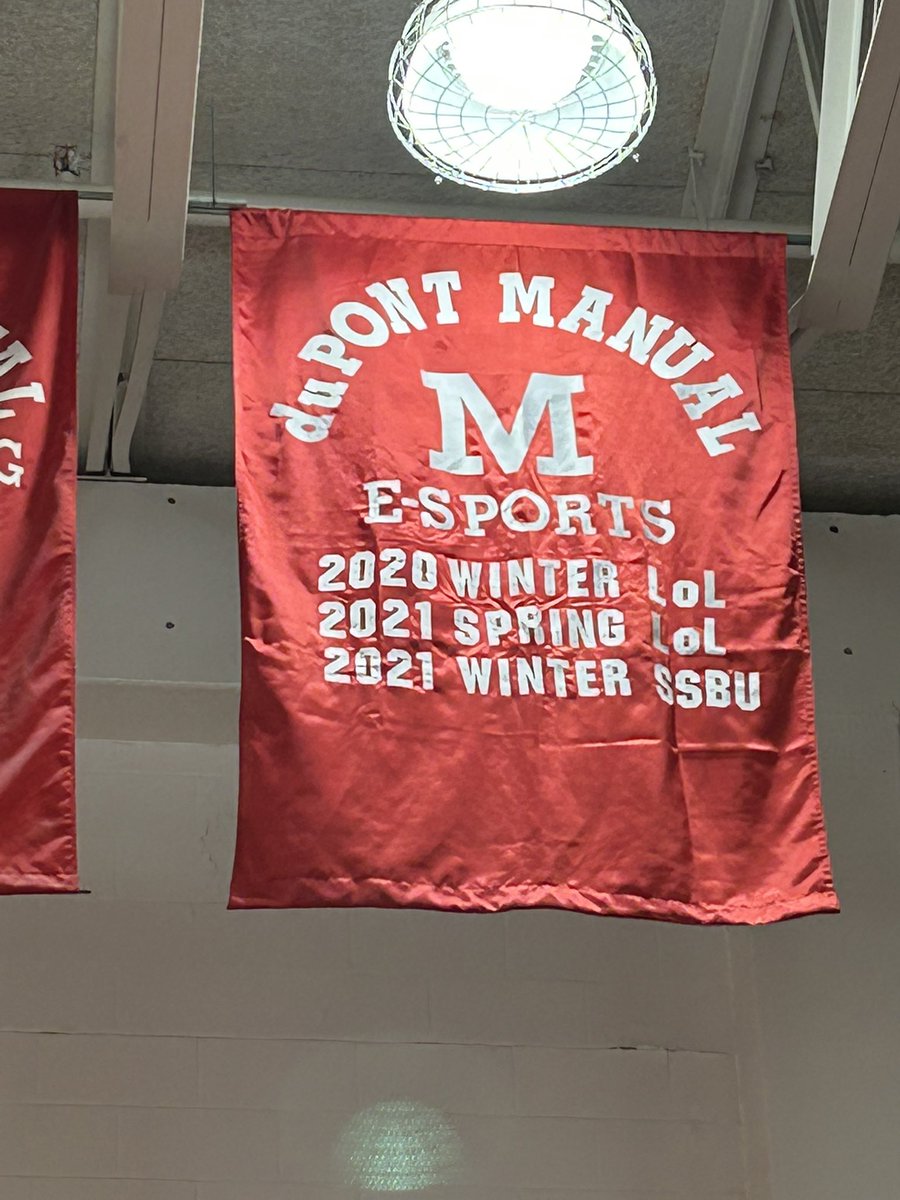 duPONT MANUAL
M
E-SPORTS
2020 WINTER LoL
2021 SPRING LoL
2021 WINTER SSBU